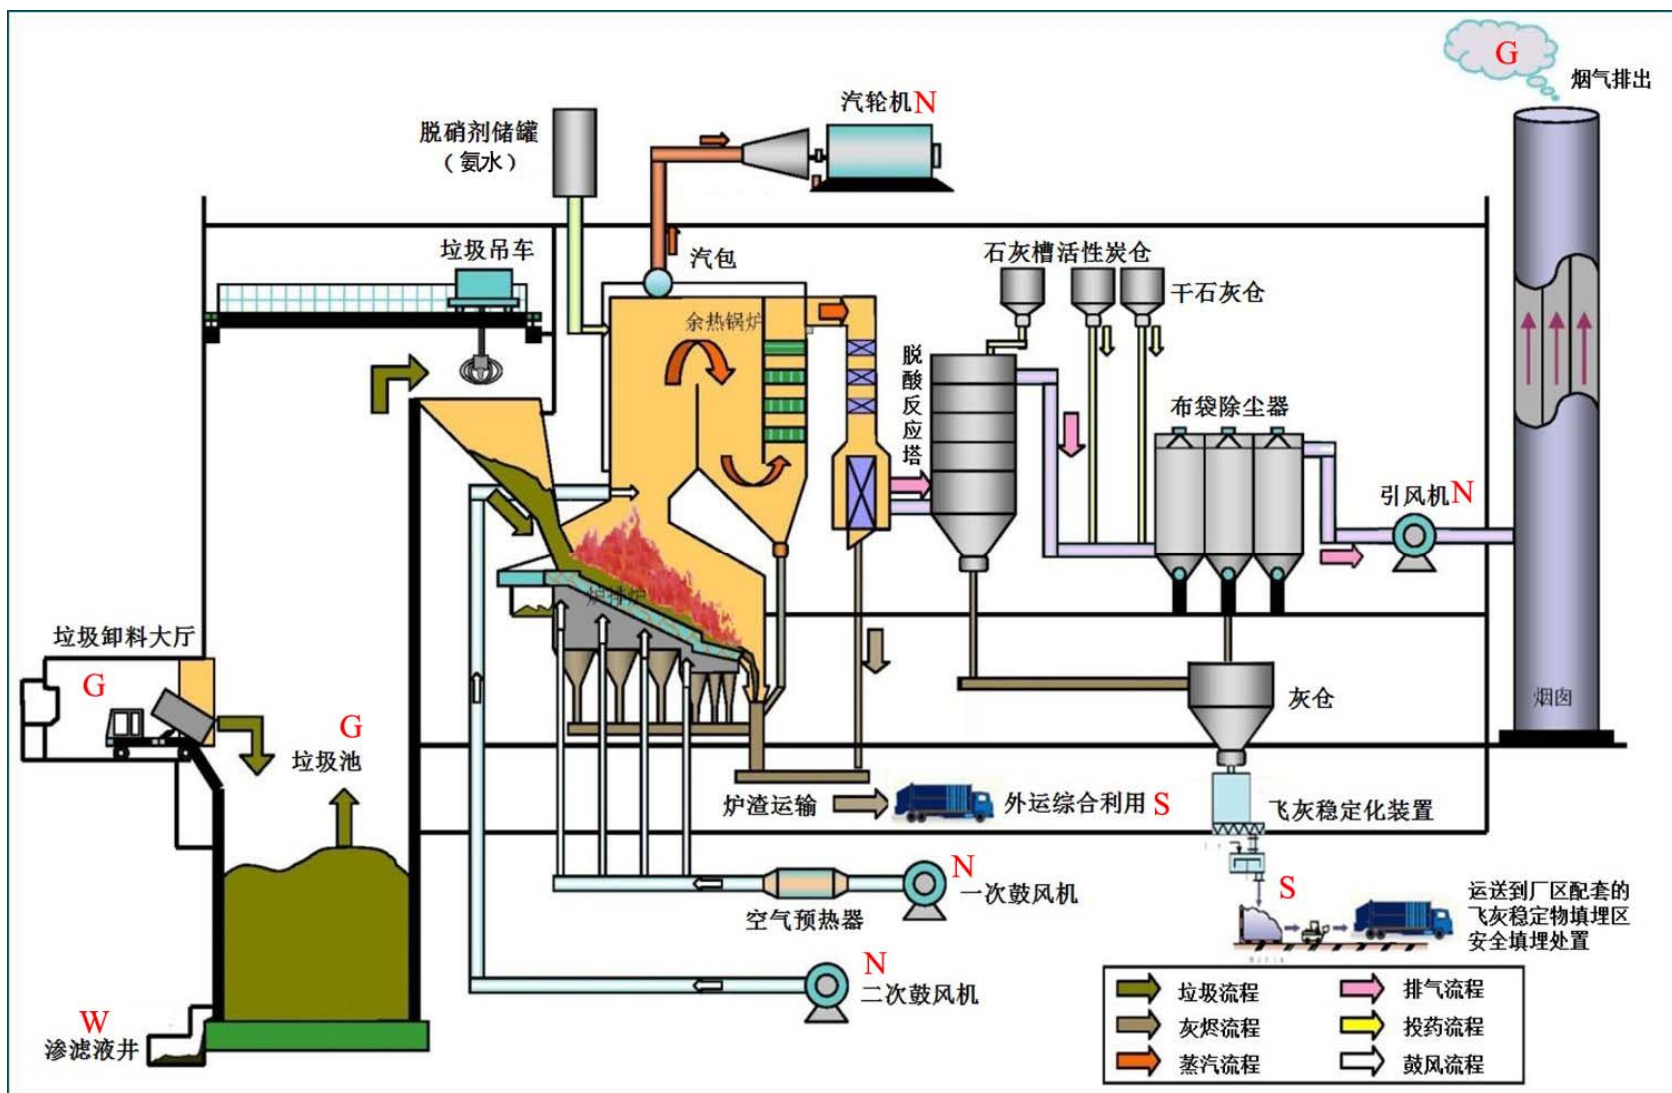 G
烟气排出
汽轮机N
脱硝剂储罐
（氨水）
垃圾吊车
汽包
石灰槽活性炭仓
干石灰仓
余热锅炉
脱酸反应塔
布袋除尘器
引风机N
炉排炉
垃圾卸料大厅
G
G
垃圾池
灰仓
烟囱
炉渣运输
外运综合利用 S
飞灰稳定化装置
N
一次鼓风机
空气预热器
S
运送到厂区配套的
飞灰稳定物填埋区
安全填埋处置
N
二次鼓风机
W
渗滤液井
垃圾流程
排气流程
灰烬流程
投药流程
蒸汽流程
鼓风流程